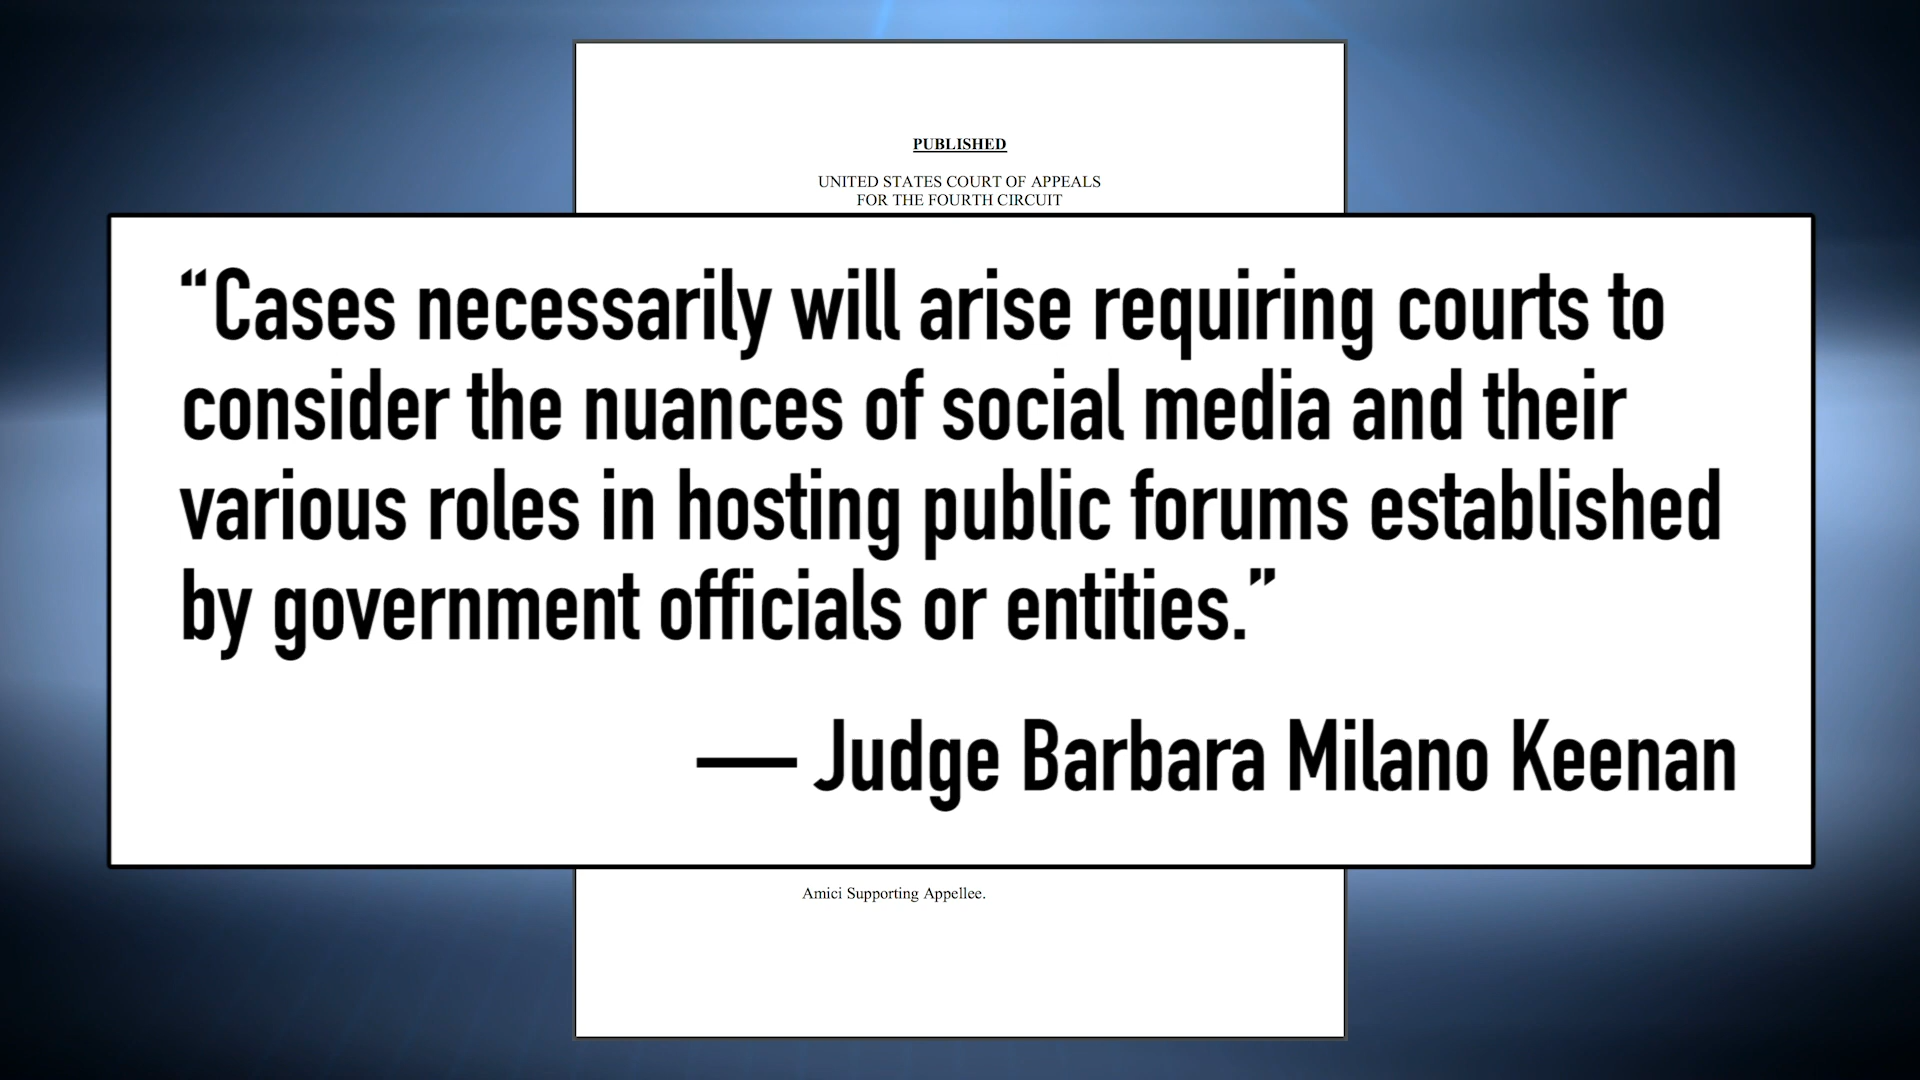 PUBLISHED
UNITED STATES COURT OF APPEALS
FOR THE FOURTH CIRCUIT
“Cases necessarily will arise requiring courts to
consider the nuances of social media and their
various roles in hosting public forums established
by government officials or entities.”
— Judge Barbara Milano Keenan
Amici Supporting Appellee.